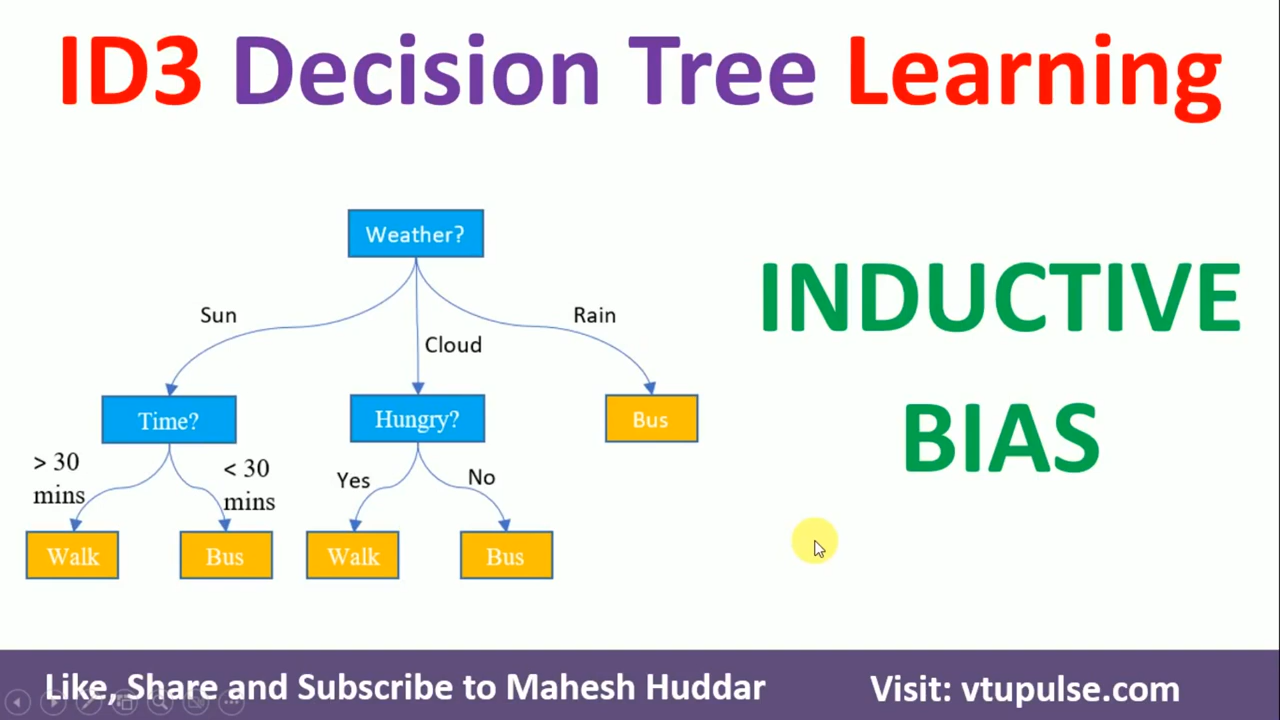 ID3 Decision Tree Learning
Weather?
Sun
Cloud
Rain
INDUCTIVE
BIAS
Time?
Hungry?
Bus
> 30
mins
< 30
mins
Yes
No
Walk
Bus
Walk
Bus
Like, Share and Subscribe to Mahesh Huddar
Visit: vtupulse.com